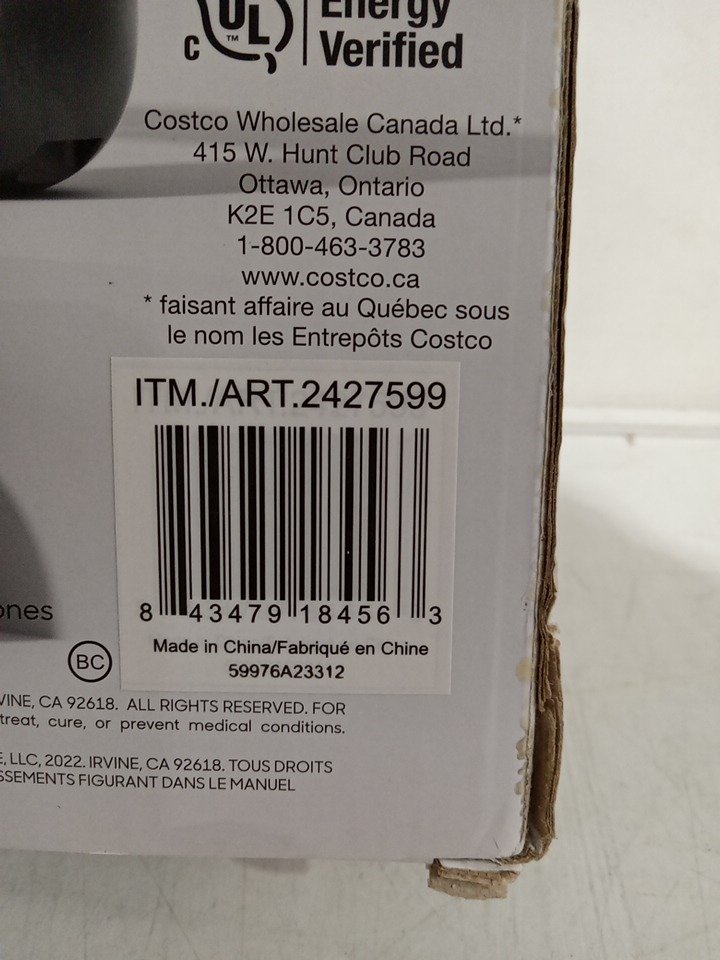 Energy
C UL ™ Verified
Costco Wholesale Canada Ltd.*
415 W. Hunt Club Road
Ottawa, Ontario
K2E 1C5, Canada
1-800-463-3783
www.costco.ca
* faisant affaire au Québec sous
le nom les Entrepôts Costco
ITM./ART.2427599
8 43479 18456 3
Made in China/Fabriqué en Chine
59976A23312
BC
CA 92618. ALL RIGHTS RESERVED. FOR
treat, cure, or prevent medical conditions.
LLC, 2022. IRVINE, CA 92618. TOUS DROITS
FIGURANT DANS LE MANUEL